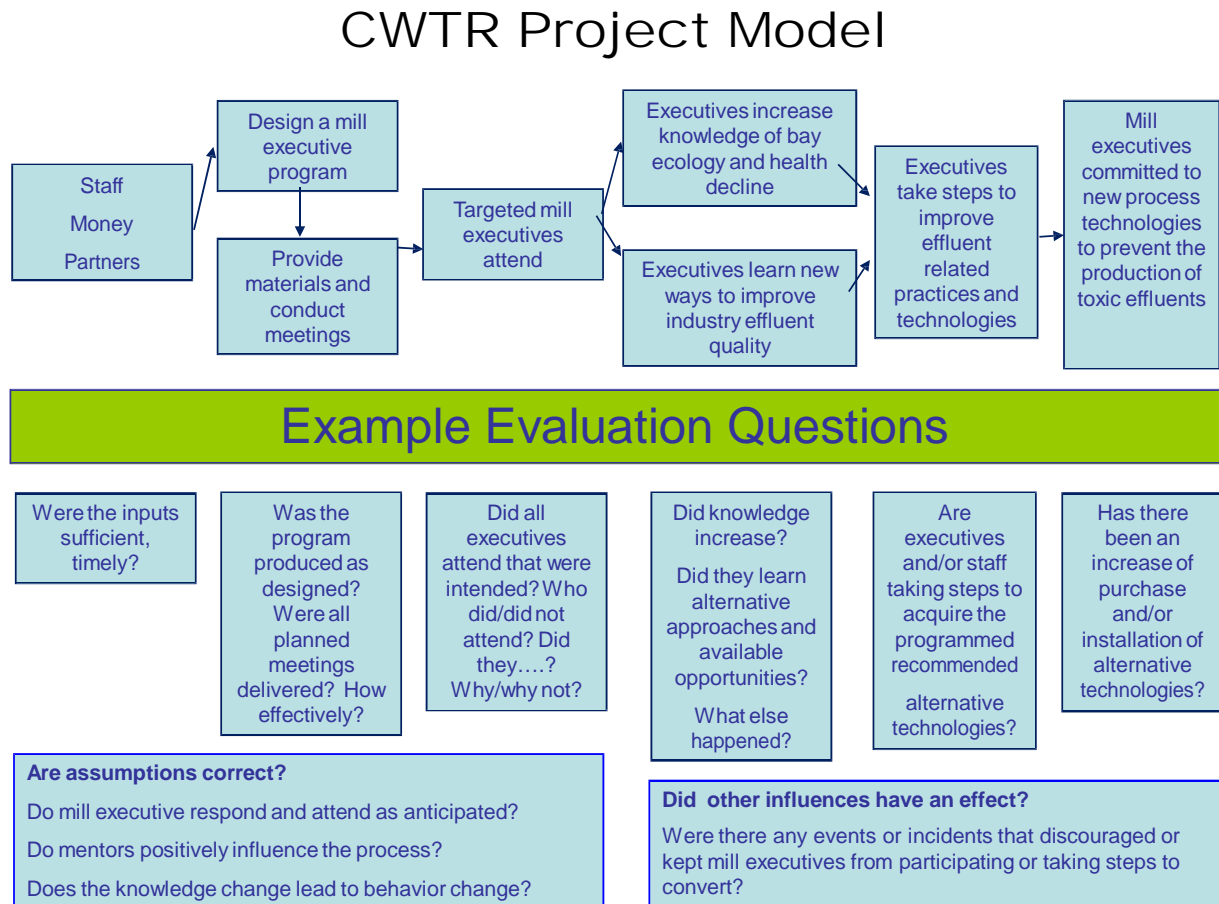 CWTR Project Model
Staff
Money
Partners
Design a mill
executive
program
Provide
materials and
conduct
meetings
Targeted mill
executives
attend
Executives increase
knowledge of bay
ecology and health
decline
Executives learn new
ways to improve
industry effluent
quality
Executives
take steps to
improve
effluent
related
practices and
technologies
Mill
executives
committed to
new process
technologies
to prevent the
production of
toxic effluents
Example Evaluation Questions
Were the inputs
sufficient,
timely?
Was the
program
produced as
designed?
Were all
planned
meetings
delivered? How
effectively?
Did all
executives
attend that were
intended? Who
did/did not
attend? Did
they….?
Why/why not?
Did knowledge
increase?
Did they learn
alternative
approaches and
available
opportunities?
What else
happened?
Are
executives
and/or staff
taking steps to
acquire the
programmed
recommended
alternative
technologies?
Has there
been an
increase of
purchase
and/or
installation of
alternative
technologies?
Are assumptions correct?
Do mill executive respond and attend as anticipated?
Do mentors positively influence the process?
Does the knowledge change lead to behavior change?
Did other influences have an effect?
Were there any events or incidents that discouraged or
kept mill executives from participating or taking steps to
convert?